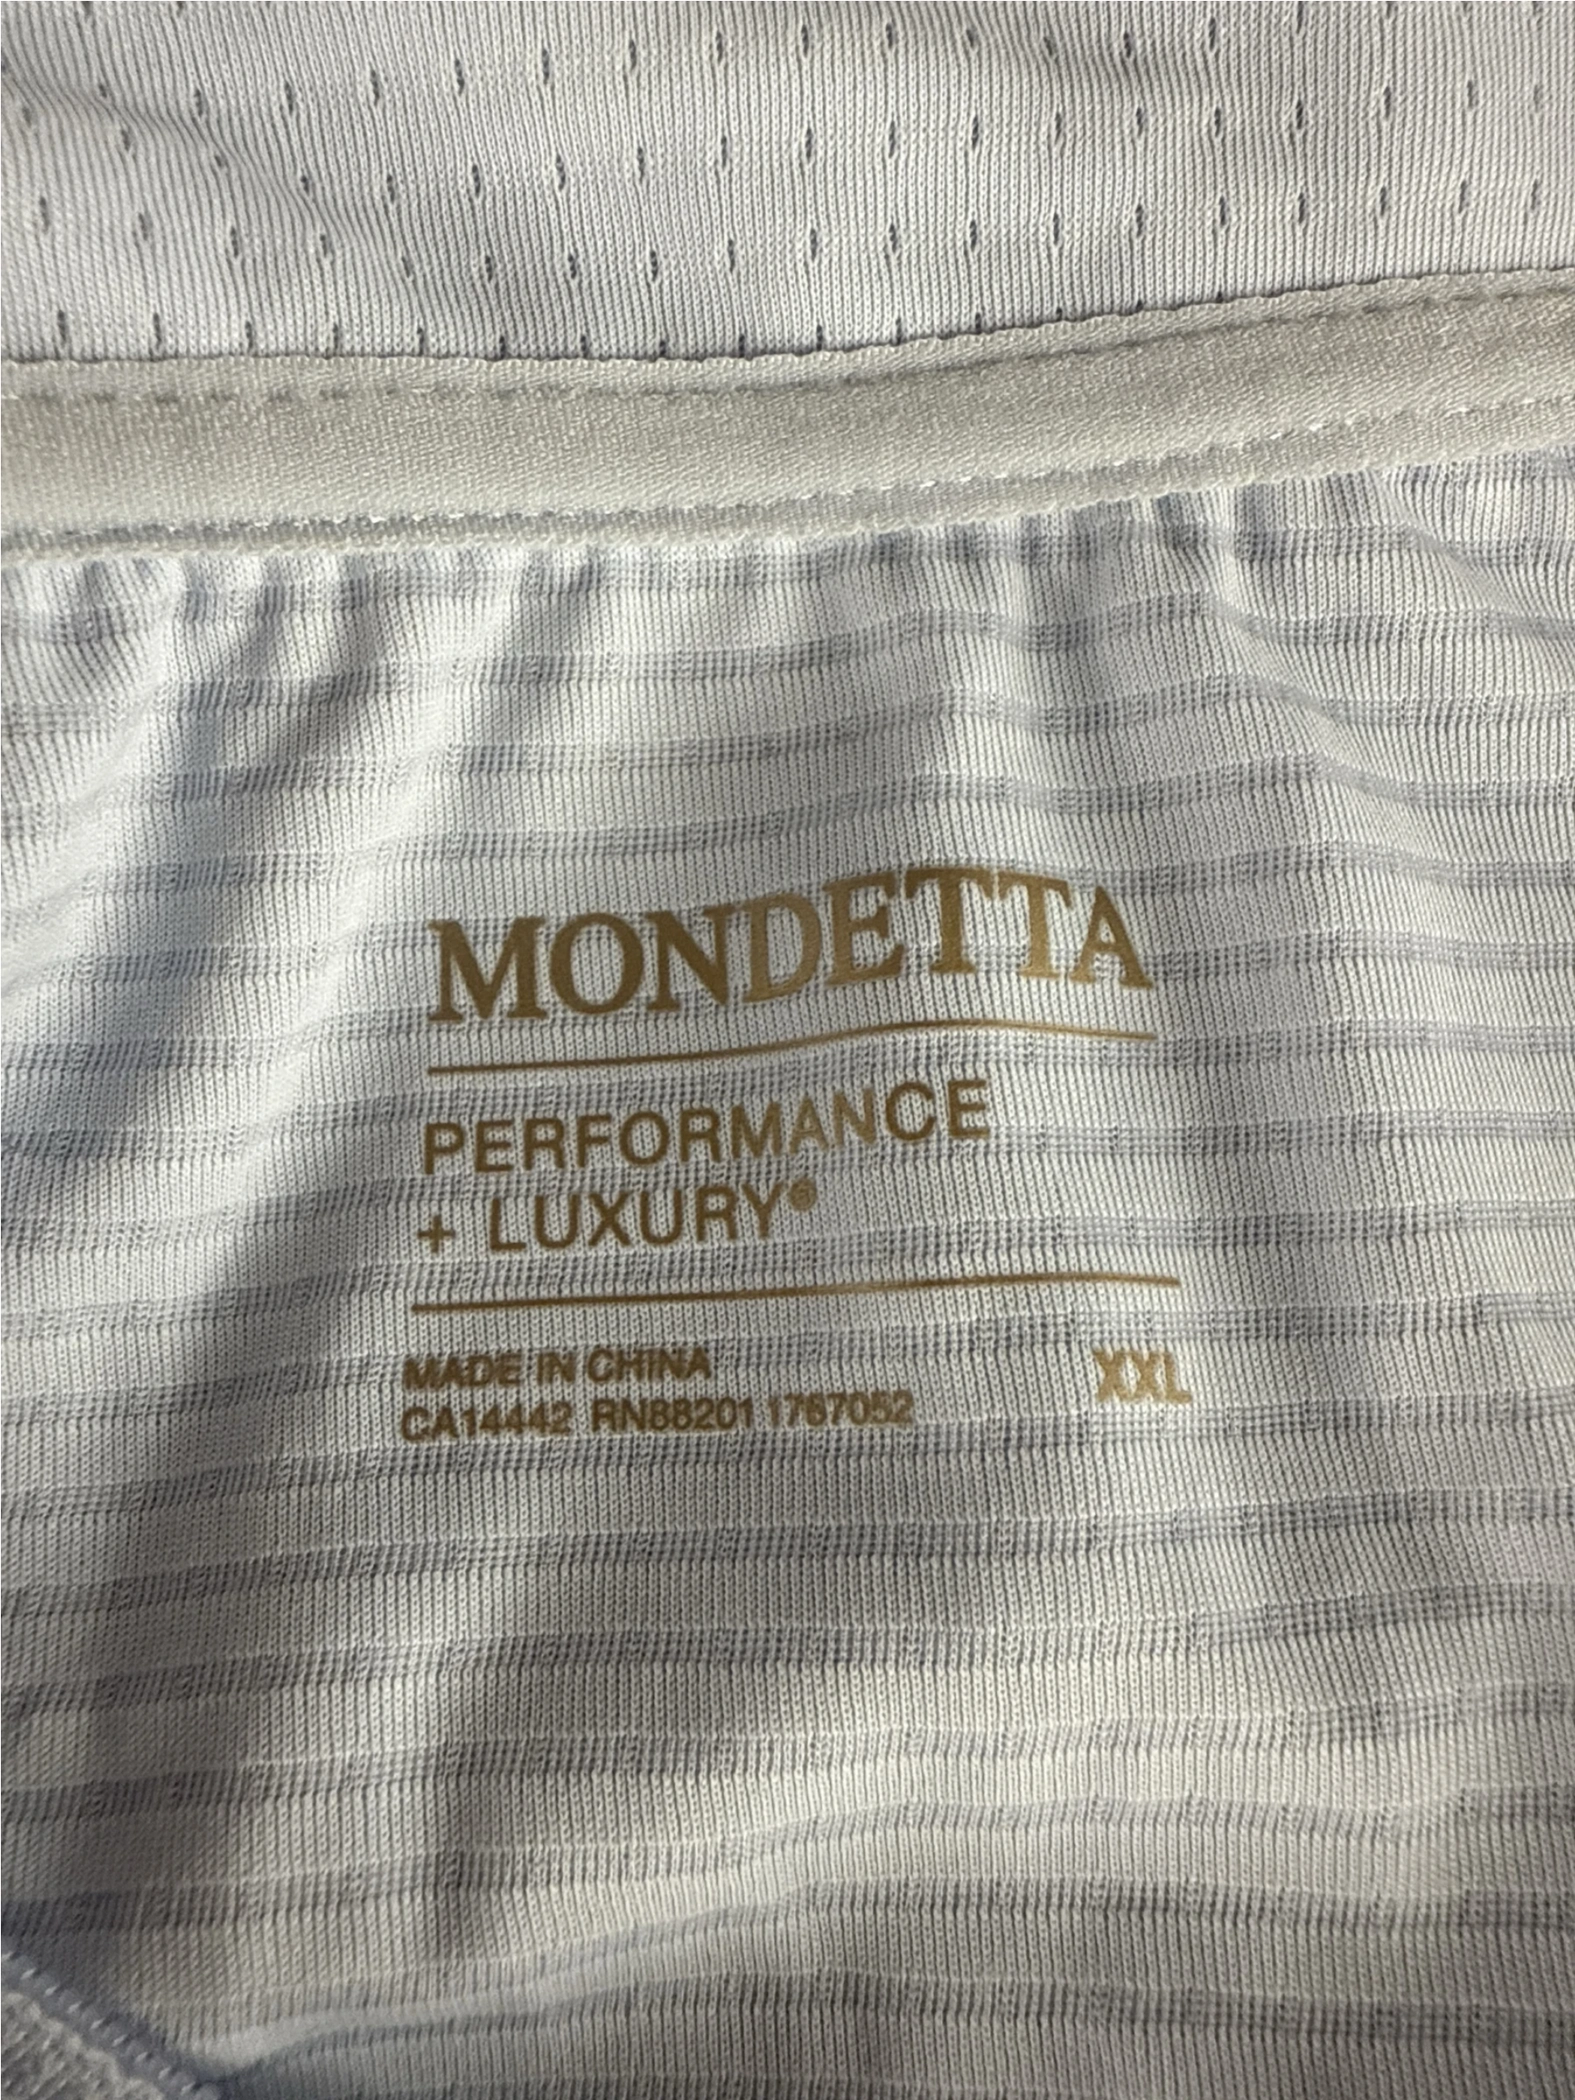 MONDETTA
PERFORMANCE
+ LUXURY®
MADE IN CHINA XXL
CA14442 RN88201 1767052